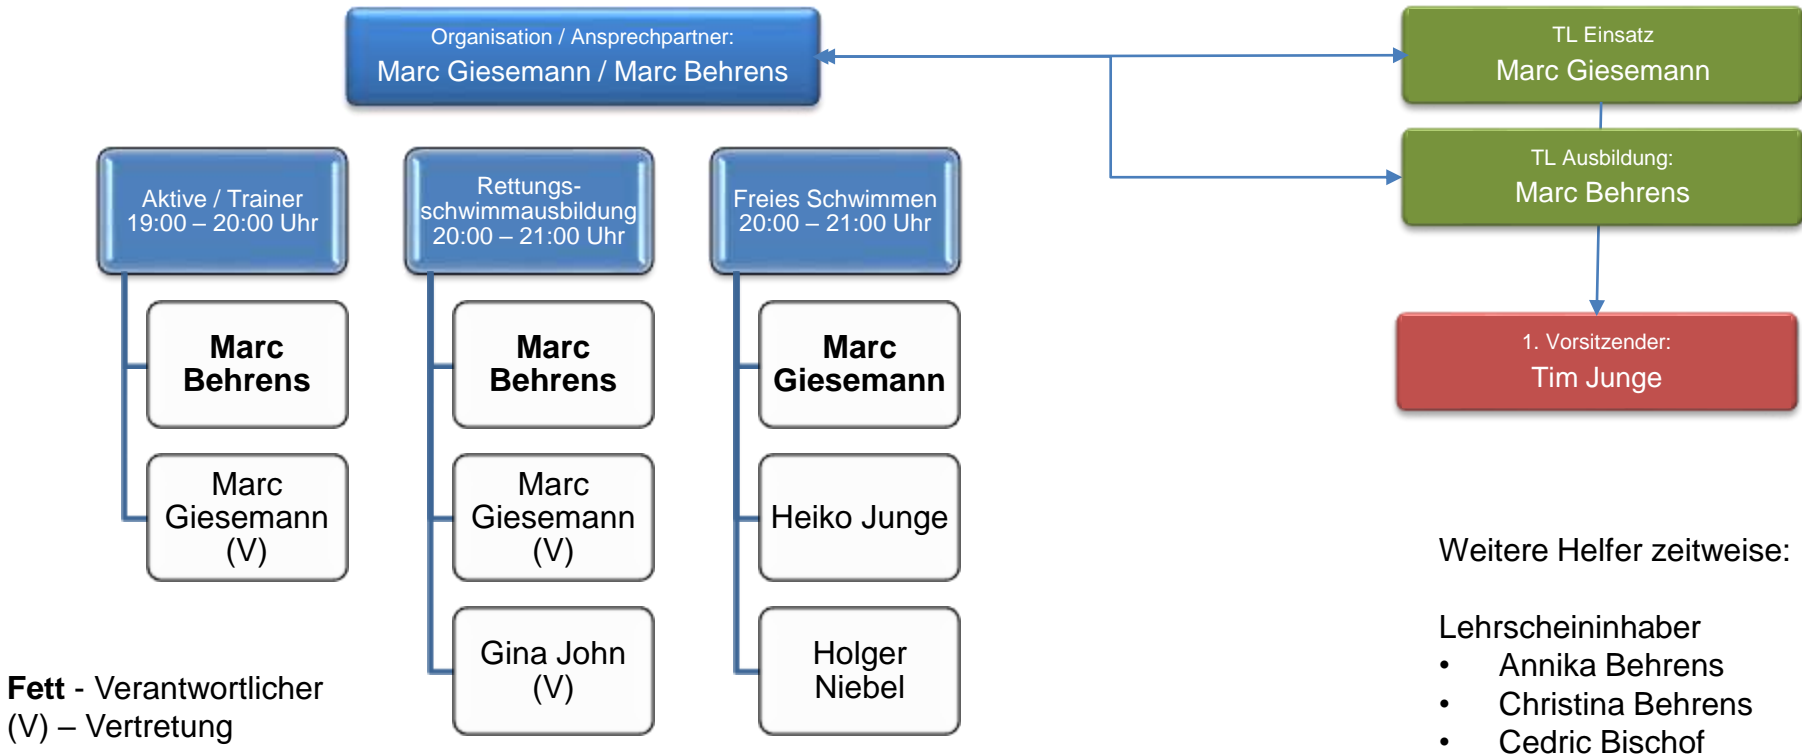 Organisation / Ansprechpartner:
Marc Giesemann / Marc Behrens
TL Einsatz
Marc Giesemann
TL Ausbildung:
Marc Behrens
1. Vorsitzender:
Tim Junge
Aktive / Trainer
19:00 – 20:00 Uhr
Marc
Behrens
Marc
Giesemann
(V)
Rettungs-
schwimmausbildung
20:00 – 21:00 Uhr
Marc
Behrens
Marc
Giesemann
(V)
Gina John
(V)
Freies Schwimmen
20:00 – 21:00 Uhr
Marc
Giesemann
Heiko Junge
Holger
Niebel
Weitere Helfer zeitweise:
Lehrscheininhaber
• Annika Behrens
• Christina Behrens
• Cedric Bischof
Fett - Verantwortlicher
(V) – Vertretung